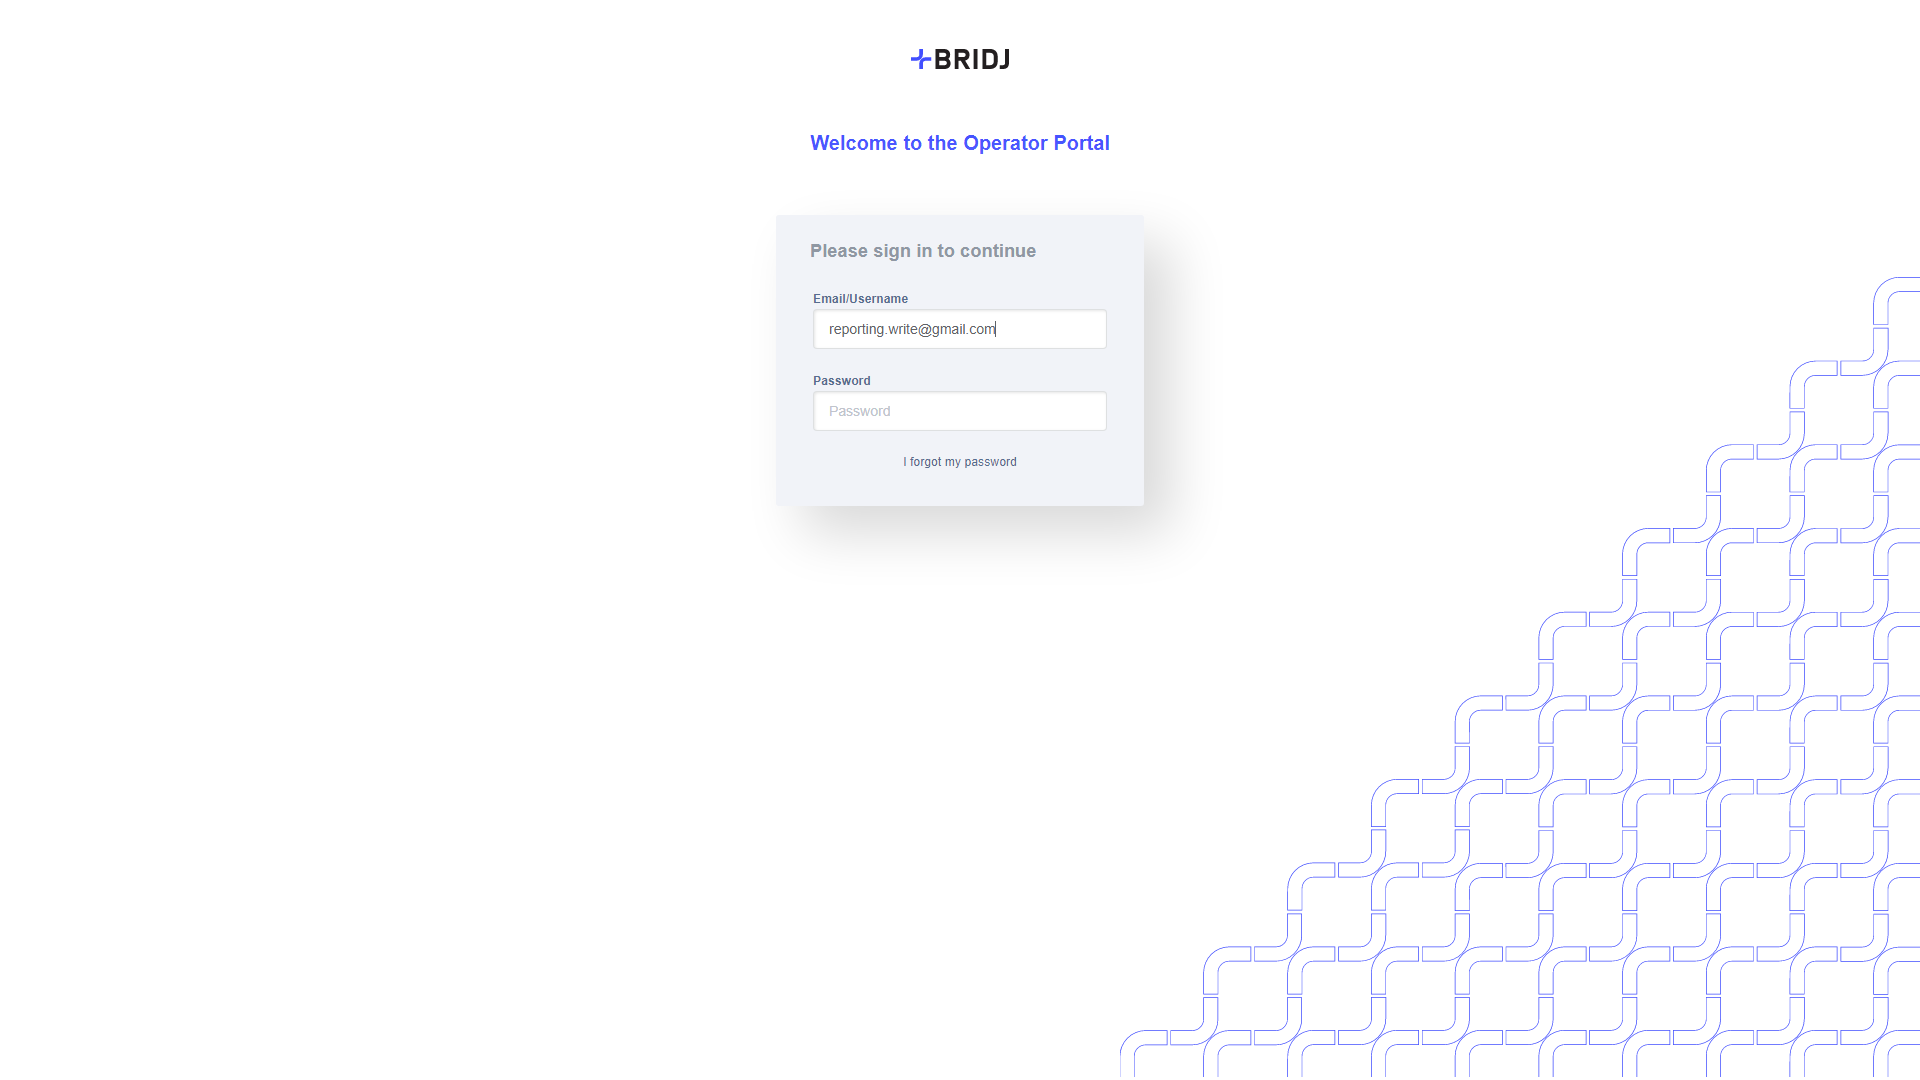 BRIDJ
Welcome to the Operator Portal
Please sign in to continue
Email/Username
reporting.write@gmail.com
Password
Password
I forgot my password